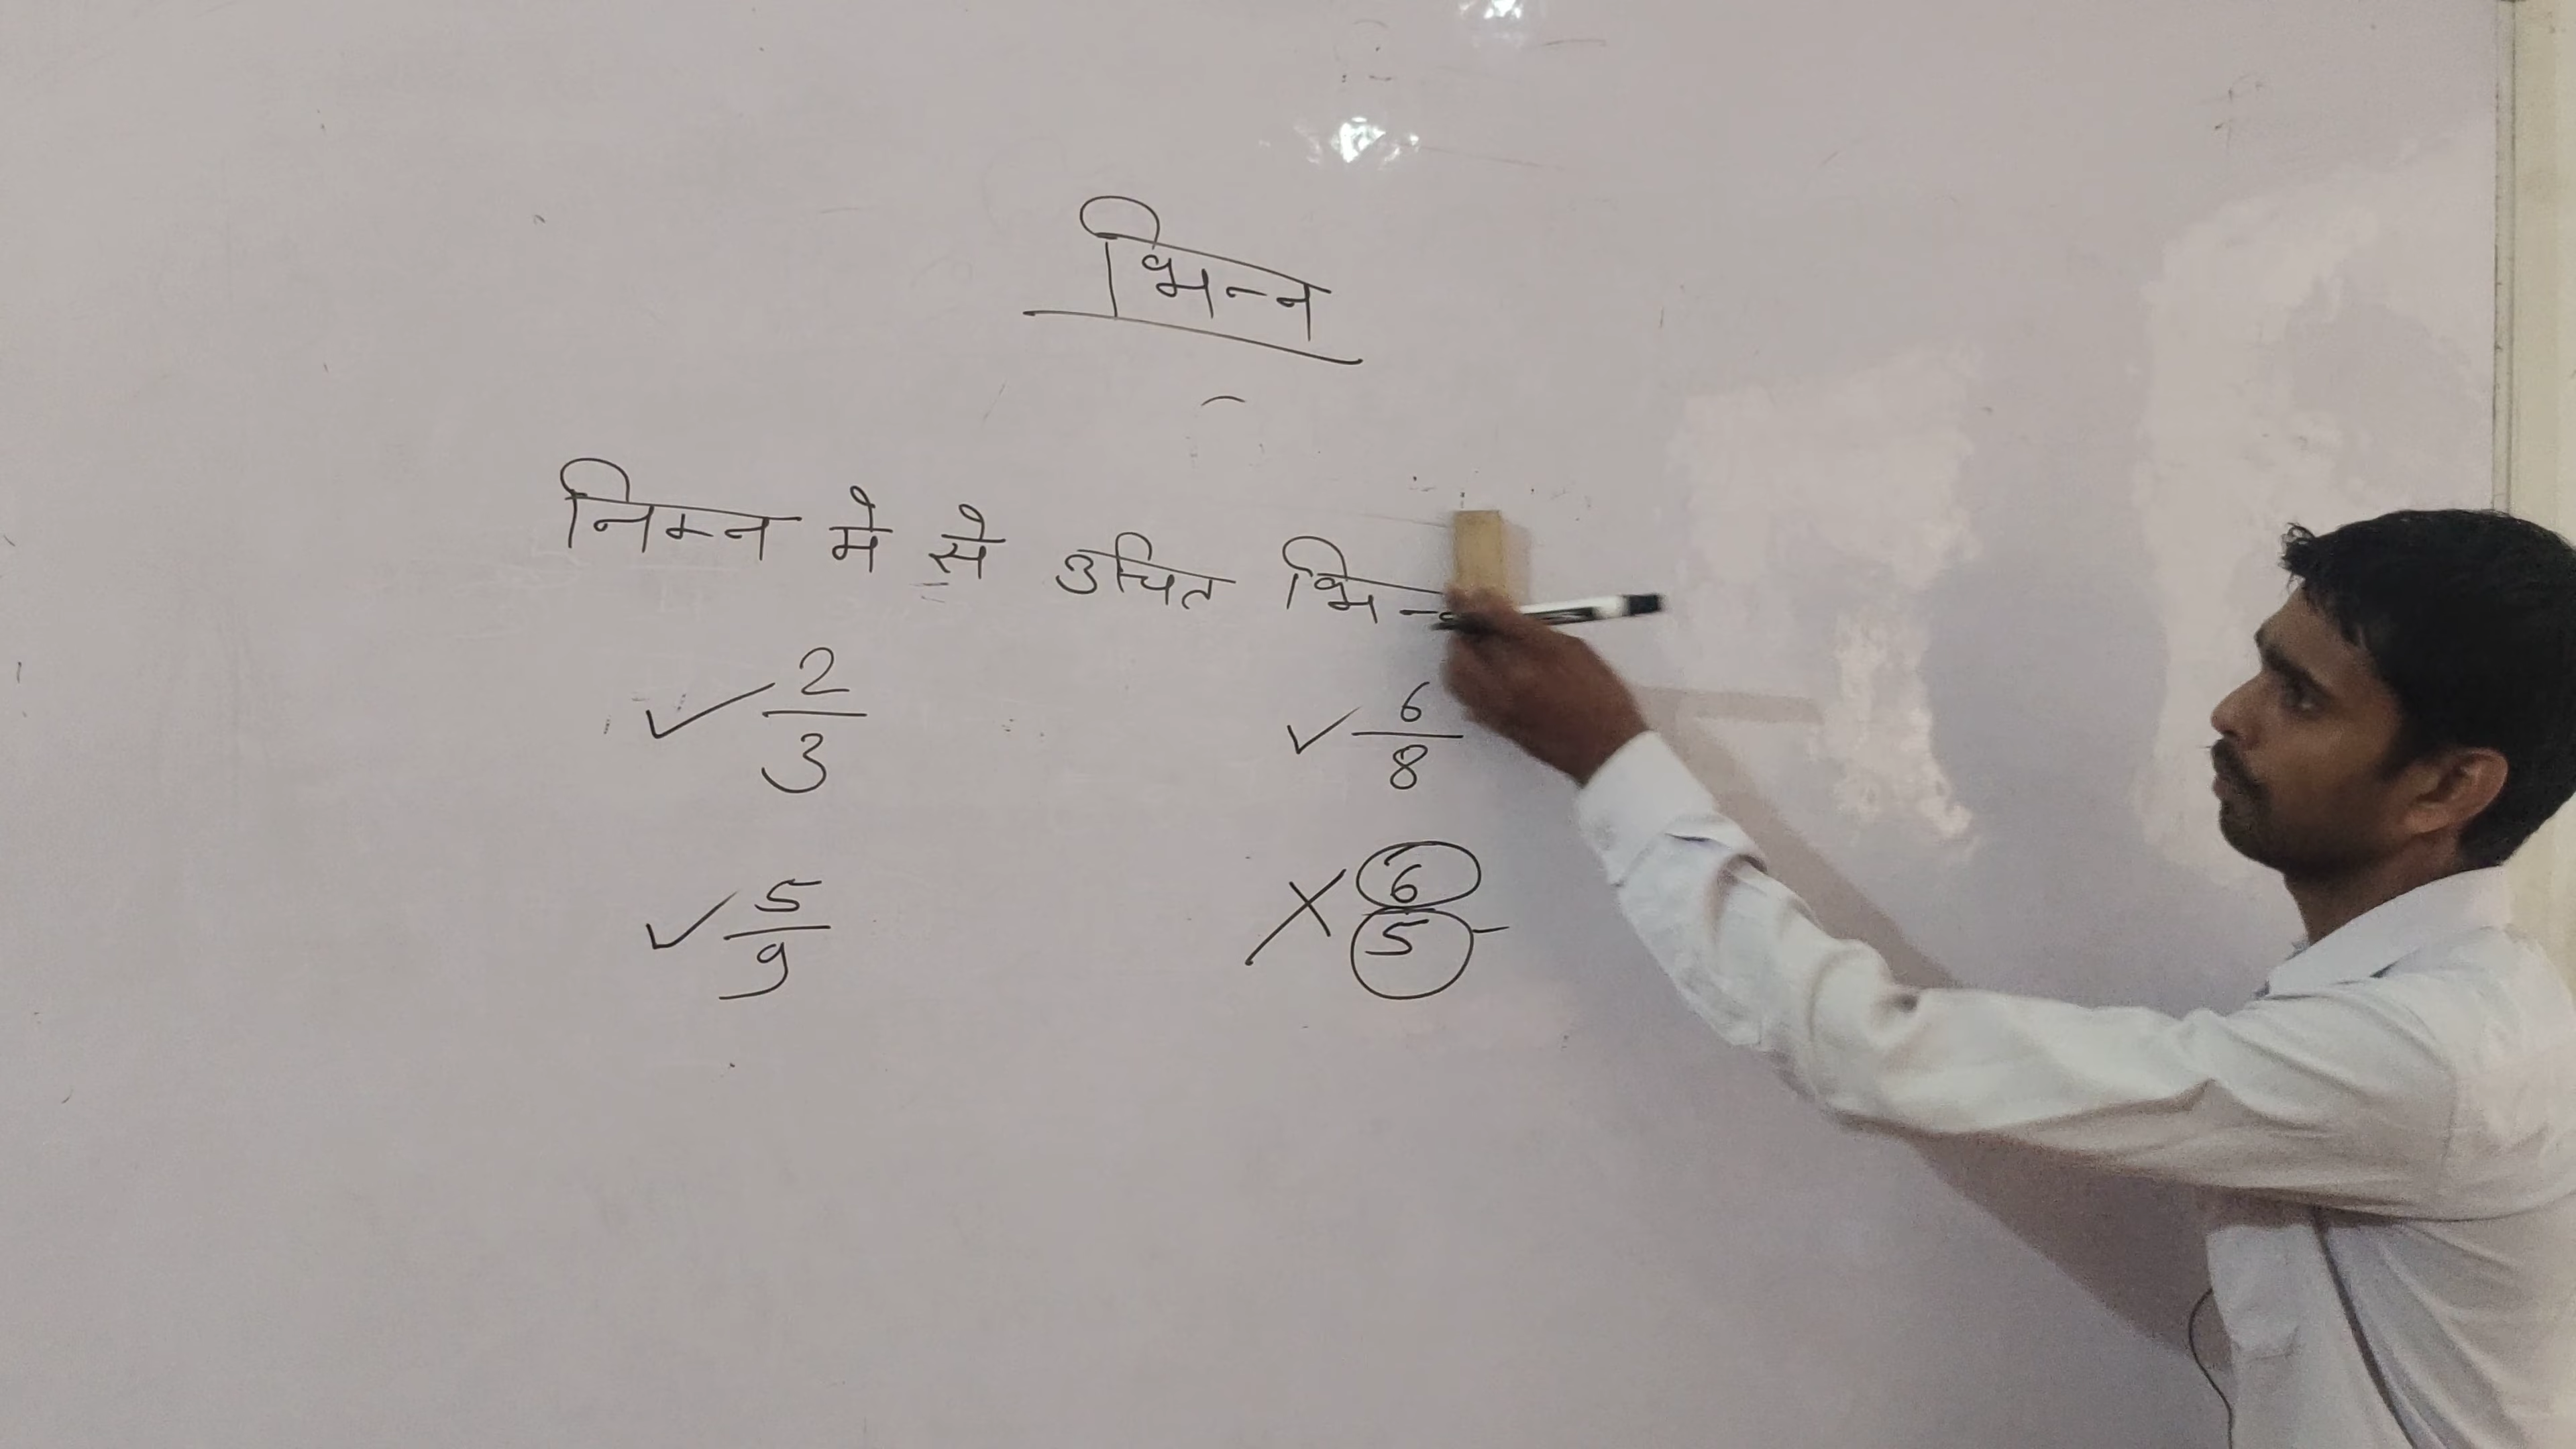 भिन्न
निम्न मे से उचित भिन्न
✓ 2/3 ✓ 6/8
✓ 5/9 × 6/5